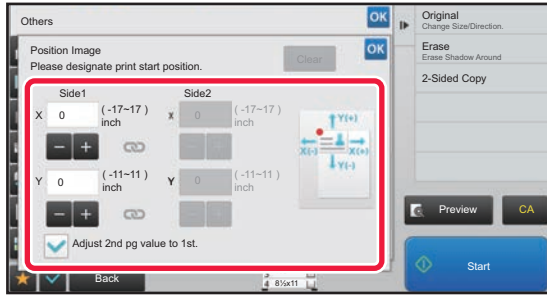 Others
OK
Position Image
Please designate print start position.
Clear
OK
Side1
Side2
X 0 ( -17~17 ) inch
X 0 ( -17~17 ) inch
- +
- +
Y 0 ( -11~11 ) inch
Y 0 ( -11~11 ) inch
- +
- +
Y(+)
X(-) X(+)
Y(-)
Adjust 2nd pg value to 1st.
Back
4 8½x11
Original
Change Size/Direction.
Erase
Erase Shadow Around
2-Sided Copy
Preview
CA
Start